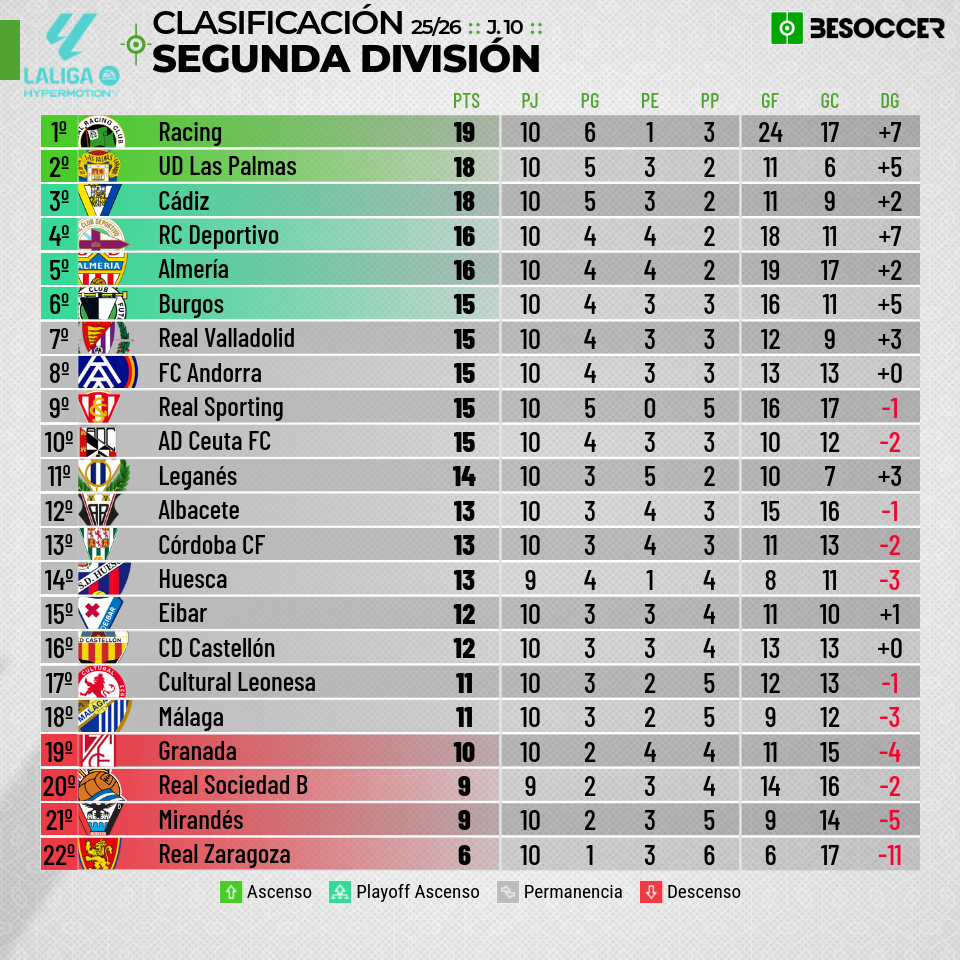 CLASIFICACIÓN 25/26 :: J. 10 ::
SEGUNDA DIVISIÓN
LALIGA EA
HYPERMOTION
BESOCCER
PTS PJ PG PE PP GF GC DG
1º Racing 19 10 6 1 3 24 17 +7
2º UD Las Palmas 18 10 5 3 2 11 6 +5
3º Cádiz 18 10 5 3 2 11 9 +2
4º RC Deportivo 16 10 4 4 2 18 11 +7
5º Almería 16 10 4 4 2 19 17 +2
6º Burgos 15 10 4 3 3 16 11 +5
7º Real Valladolid 15 10 4 3 3 12 9 +3
8º FC Andorra 15 10 4 3 3 13 13 +0
9º Real Sporting 15 10 5 0 5 16 17 -1
10º AD Ceuta FC 15 10 4 3 3 10 12 -2
11º Leganés 14 10 3 5 2 10 7 +3
12º Albacete 13 10 3 4 3 15 16 -1
13º Córdoba CF 13 10 3 4 3 11 13 -2
14º Huesca 13 9 4 1 4 8 11 -3
15º Eibar 12 10 3 3 4 11 10 +1
16º CD Castellón 12 10 3 3 4 13 13 +0
17º Cultural Leonesa 11 10 3 2 5 12 13 -1
18º Málaga 11 10 3 2 5 9 12 -3
19º Granada 10 10 2 4 4 11 15 -4
20º Real Sociedad B 9 9 2 3 4 14 16 -2
21º Mirandés 9 10 2 3 5 9 14 -5
22º Real Zaragoza 6 10 1 3 6 6 17 -11
Ascenso Playoff Ascenso Permanencia Descenso